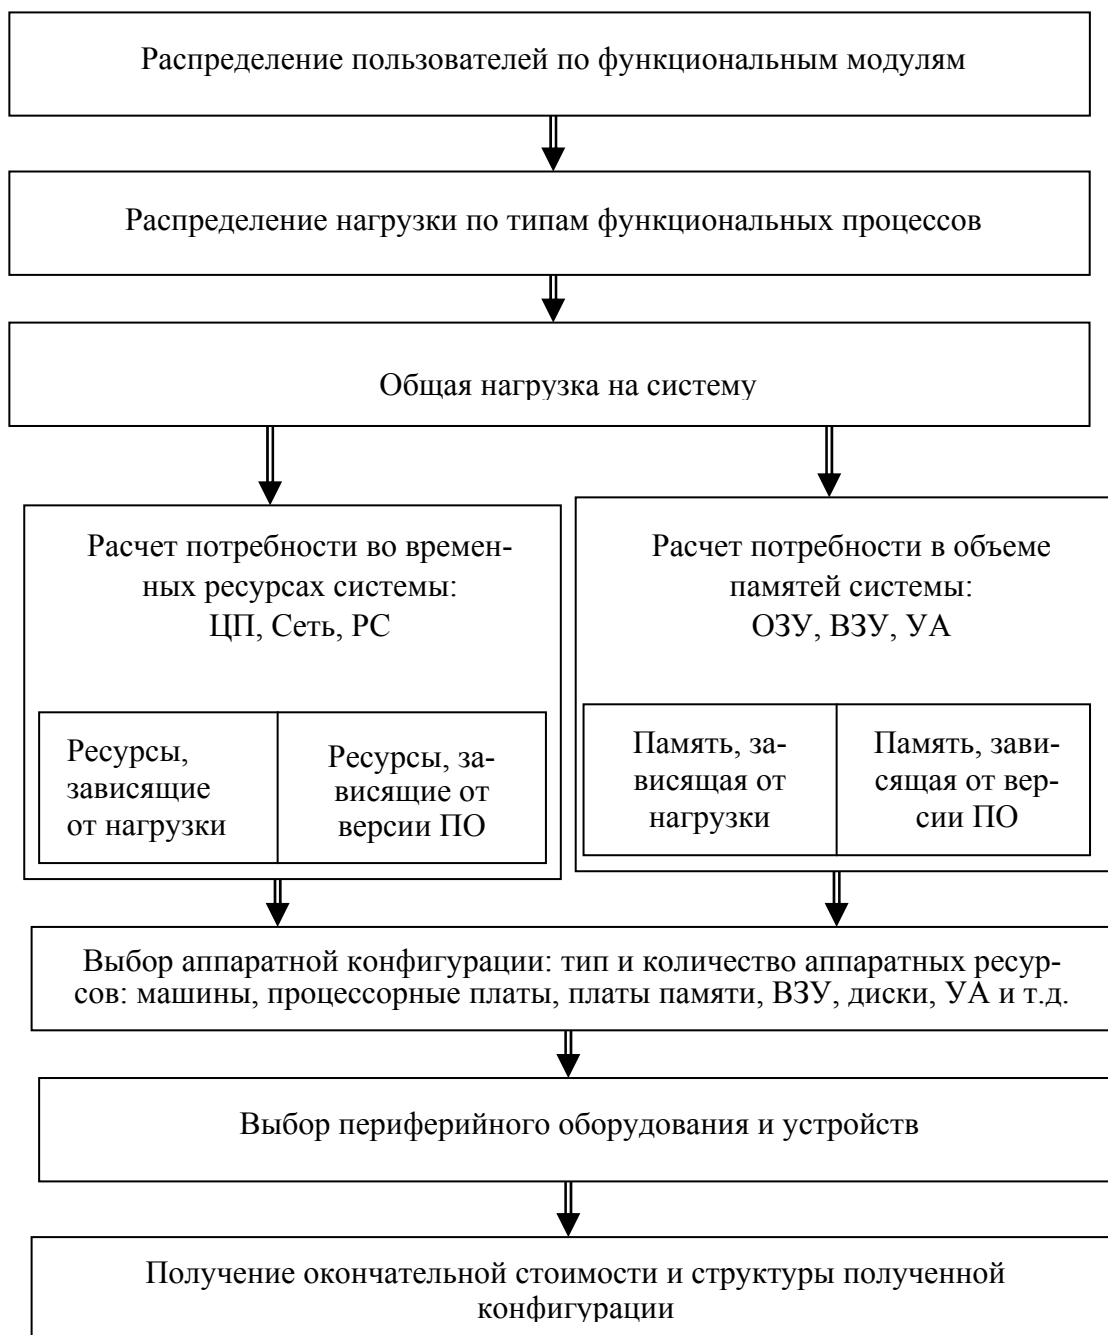 Распределение пользователей по функциональным модулям
Распределение нагрузки по типам функциональных процессов
Общая нагрузка на систему
Расчет потребности во времен-
ных ресурсах системы:
ЦП, Сеть, РС
Ресурсы,
зависящие
от нагрузки
Ресурсы, за-
висящие от
версии ПО
Расчет потребности в объеме
памятей системы:
ОЗУ, ВЗУ, УА
Память, за-
висящая от
нагрузки
Память, зави-
сящая от вер-
сии ПО
Выбор аппаратной конфигурации: тип и количество аппаратных ресур-
сов: машины, процессорные платы, платы памяти, ВЗУ, диски, УА и т.д.
Выбор периферийного оборудования и устройств
Получение окончательной стоимости и структуры полученной
конфигурации